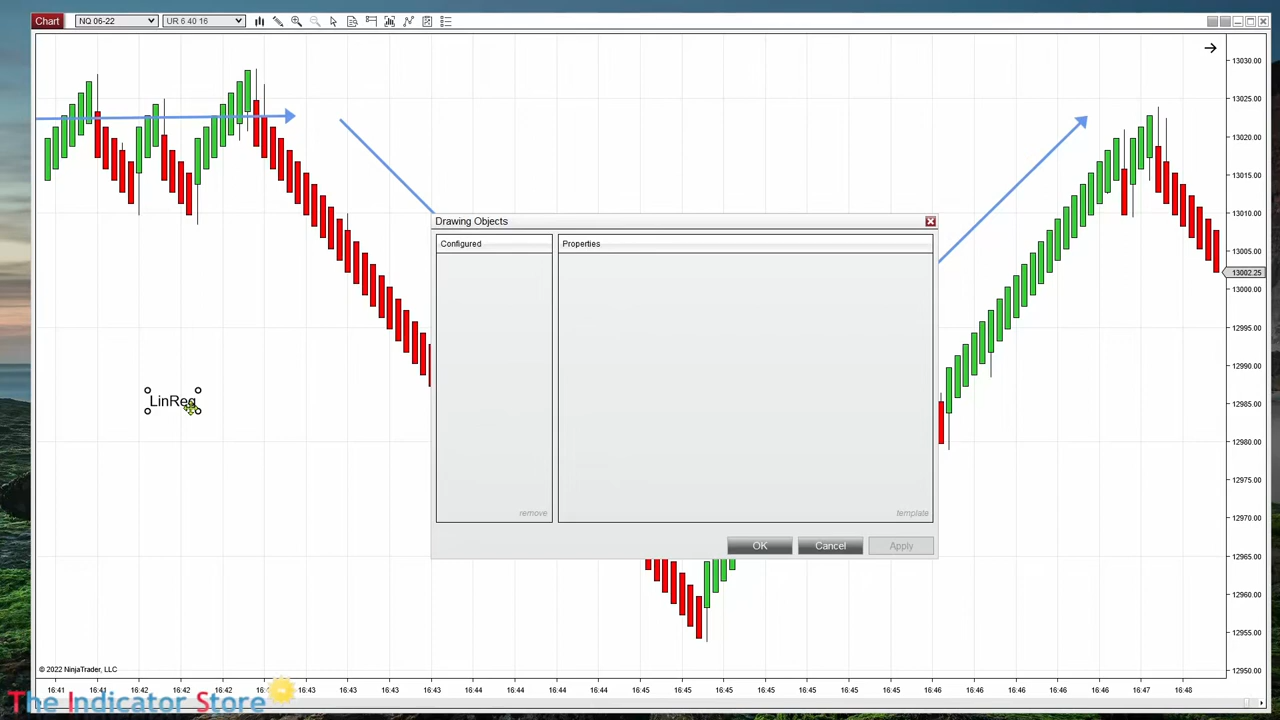 Chart
NQ 06-22
UR 6 40 16
13030.00
13025.00
13020.00
13015.00
13010.00
13005.00
13002.25
13000.00
12995.00
12990.00
12985.00
12980.00
12975.00
12970.00
12965.00
12960.00
12955.00
12950.00
Drawing Objects
Configured
Properties
remove
template
OK
Cancel
Apply
LinReg
© 2022 NinjaTrader, LLC
16:41 16:41 16:42 16:42 16:42 16:43 16:43 16:43 16:43 16:44 16:44 16:44 16:44 16:45 16:45 16:45 16:46 16:46 16:46 16:46 16:47 16:48
The Indicator Store